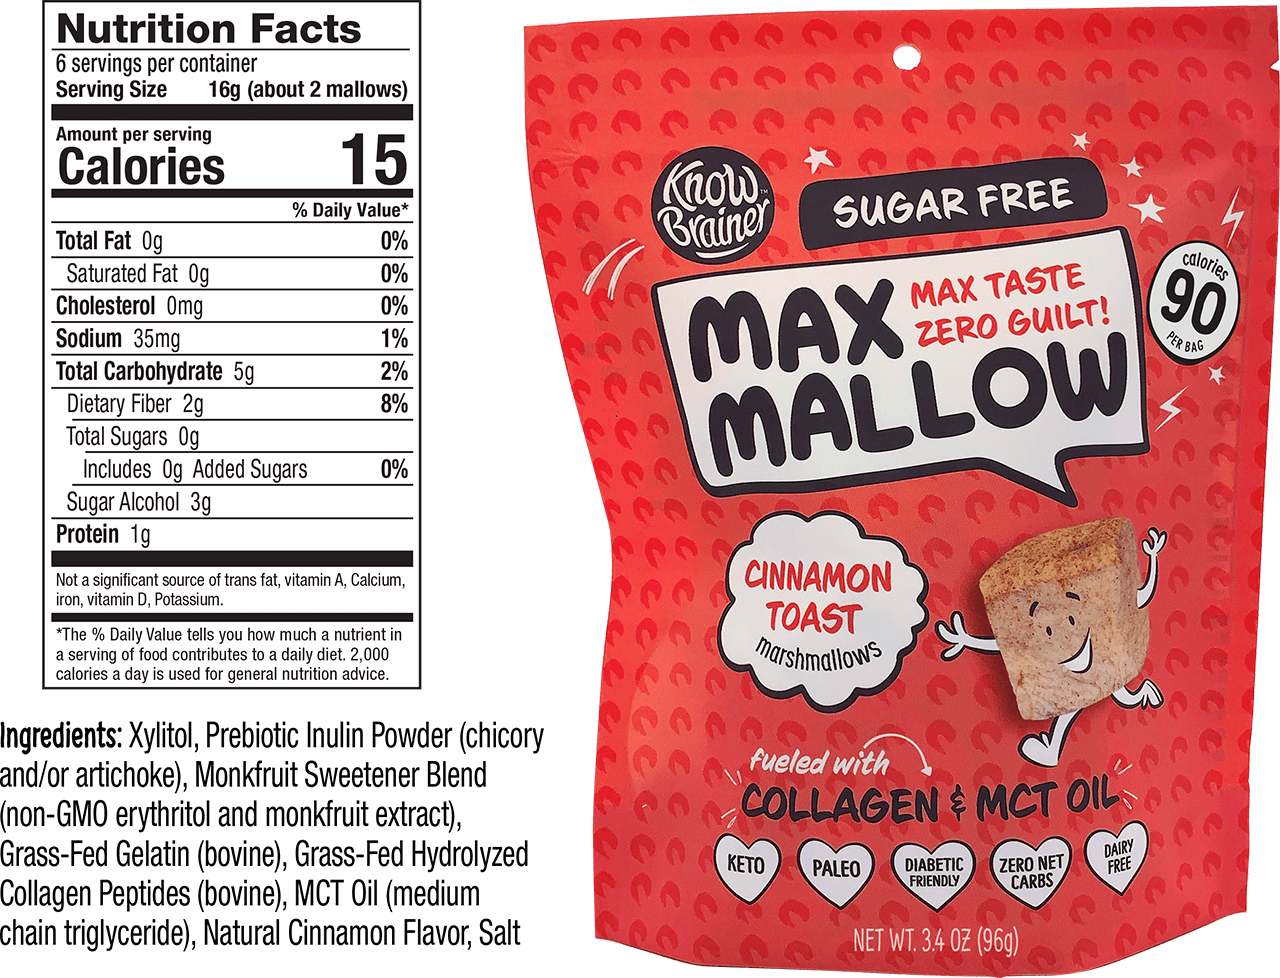 Nutrition Facts
6 servings per container
Serving Size 16g (about 2 mallows)
Amount per serving
Calories 15
% Daily Value*
Total Fat 0g 0%
Saturated Fat 0g 0%
Cholesterol 0mg 0%
Sodium 35mg 1%
Total Carbohydrate 5g 2%
Dietary Fiber 2g 8%
Total Sugars 0g
Includes 0g Added Sugars 0%
Sugar Alcohol 3g
Protein 1g
Not a significant source of trans fat, vitamin A, Calcium,
iron, vitamin D, Potassium.
*The % Daily Value tells you how much a nutrient in
a serving of food contributes to a daily diet. 2,000
calories a day is used for general nutrition advice.
Ingredients: Xylitol, Prebiotic Inulin Powder (chicory
and/or artichoke), Monkfruit Sweetener Blend
(non-GMO erythritol and monkfruit extract),
Grass-Fed Gelatin (bovine), Grass-Fed Hydrolyzed
Collagen Peptides (bovine), MCT Oil (medium
chain triglyceride), Natural Cinnamon Flavor, Salt
Know
Brainer™
SUGAR FREE
MAX
MALLOW
MAX TASTE
ZERO GUILT!
calories
90
PER BAG
CINNAMON
TOAST
marshmallows
fueled with
COLLAGEN & MCT OIL
KETO
PALEO
DIABETIC
FRIENDLY
ZERO NET
CARBS
DAIRY
FREE
NET WT. 3.4 OZ (96g)